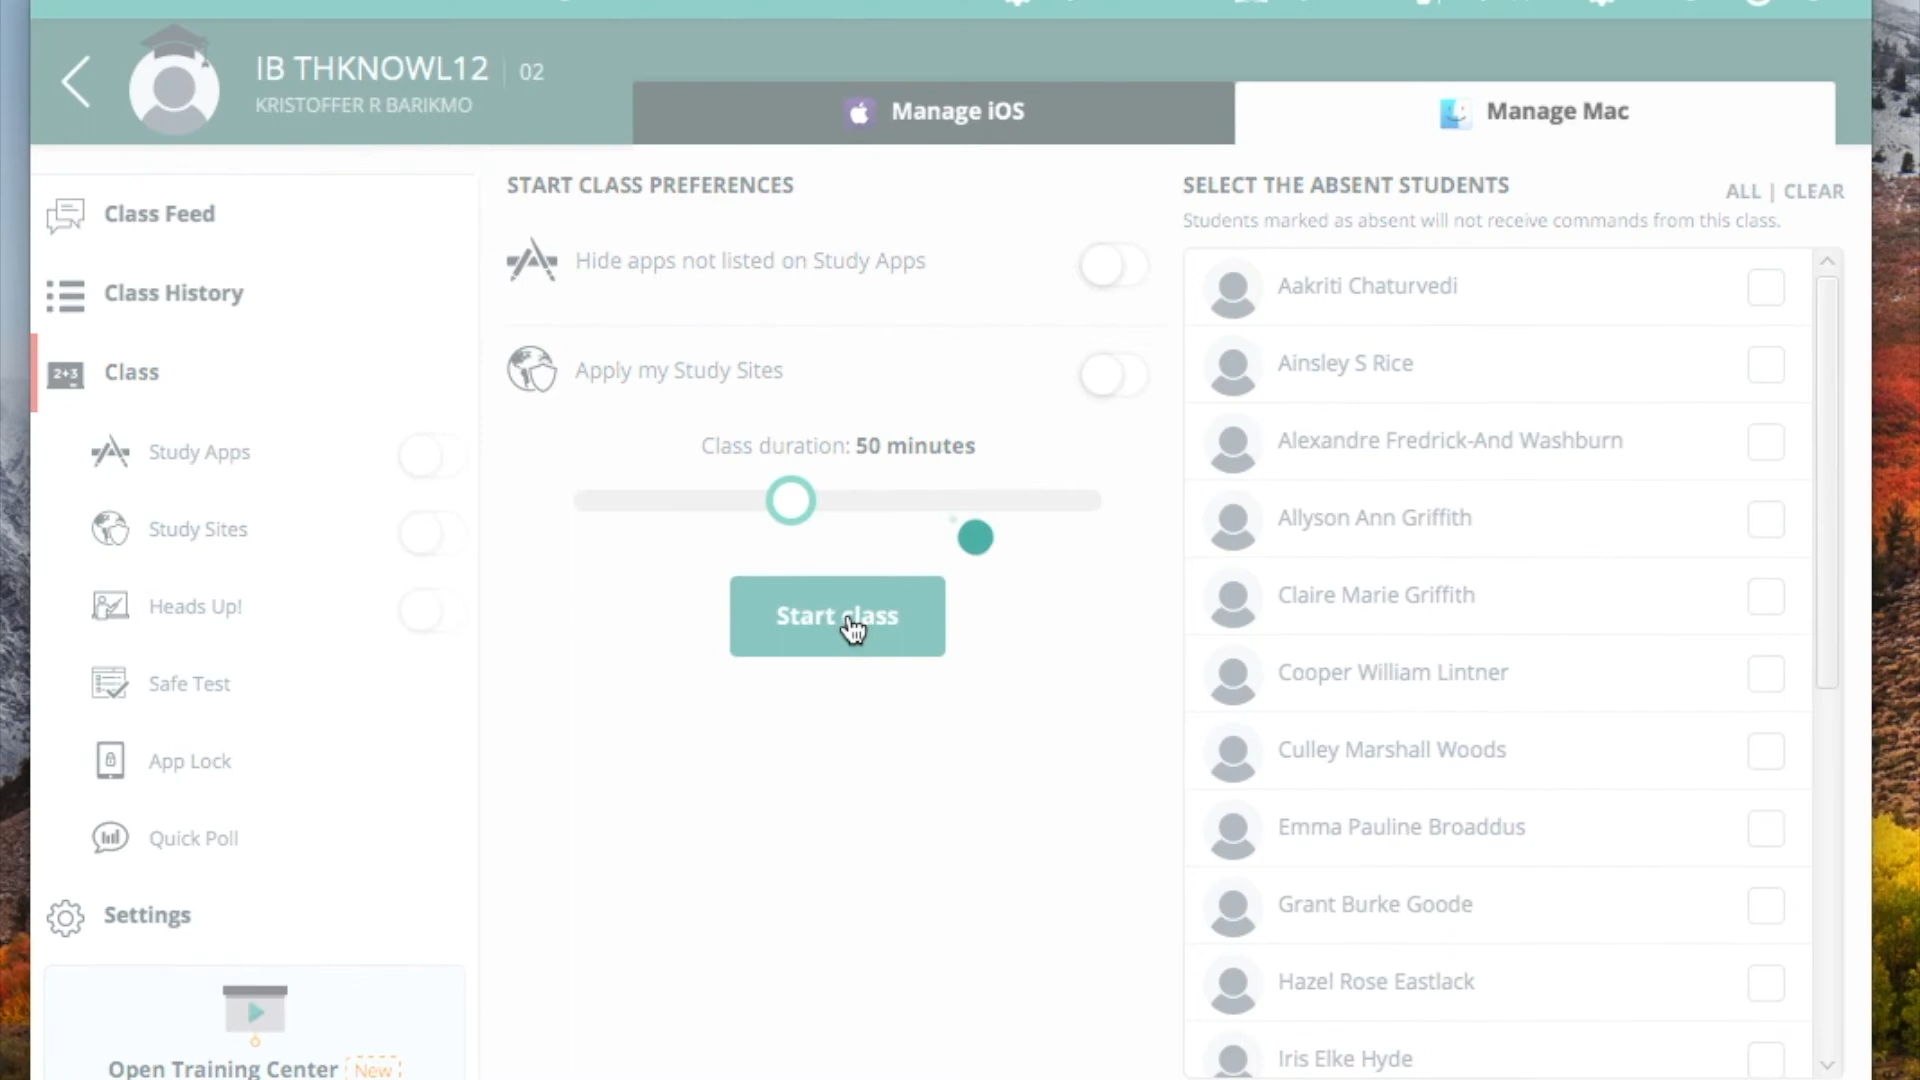 IB THKNOWL12 | 02
KRISTOFFER R BARIKMO
Manage iOS
Manage Mac
Class Feed
Class History
2+3 Class
Study Apps
Study Sites
Heads Up!
Safe Test
App Lock
Quick Poll
Settings
Open Training Center New
START CLASS PREFERENCES
Hide apps not listed on Study Apps
Apply my Study Sites
Class duration: 50 minutes
Start class
SELECT THE ABSENT STUDENTS
ALL | CLEAR
Students marked as absent will not receive commands from this class.
Aakriti Chaturvedi
Ainsley S Rice
Alexandre Fredrick-And Washburn
Allyson Ann Griffith
Claire Marie Griffith
Cooper William Lintner
Culley Marshall Woods
Emma Pauline Broaddus
Grant Burke Goode
Hazel Rose Eastlack
Iris Elke Hyde